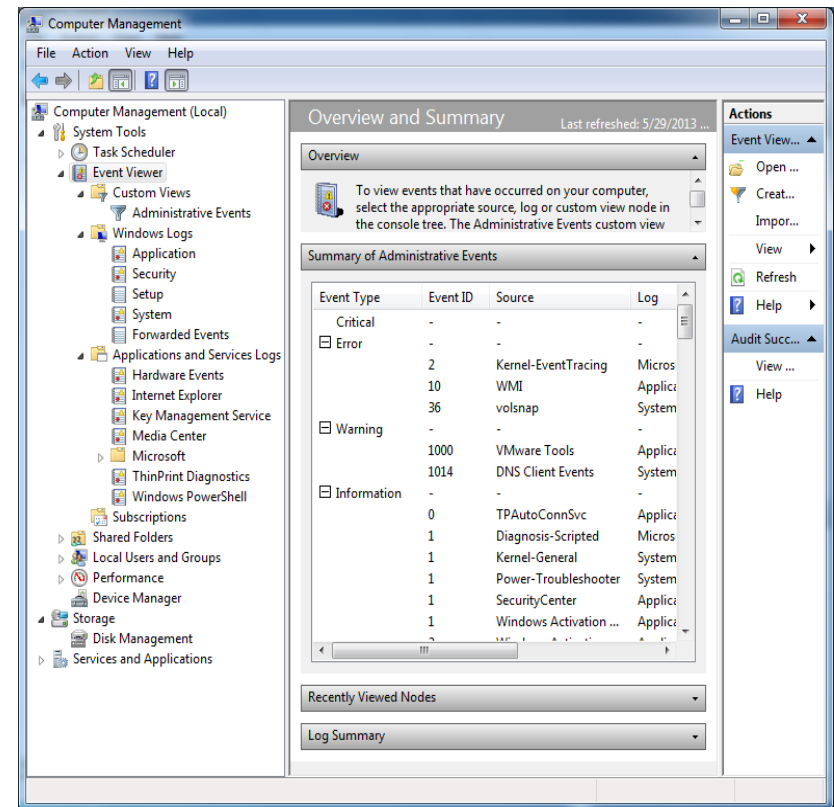 Computer Management
File Action View Help
Computer Management (Local)
System Tools
Task Scheduler
Event Viewer
Custom Views
Administrative Events
Windows Logs
Application
Security
Setup
System
Forwarded Events
Applications and Services Logs
Hardware Events
Internet Explorer
Key Management Service
Media Center
Microsoft
ThinPrint Diagnostics
Windows PowerShell
Subscriptions
Shared Folders
Local Users and Groups
Performance
Device Manager
Storage
Disk Management
Services and Applications
Overview and Summary Last refreshed: 5/29/2013 ...
Overview
To view events that have occurred on your computer,
select the appropriate source, log or custom view node in
the console tree. The Administrative Events custom view
Summary of Administrative Events
Event Type Event ID Source Log
Critical - - -
Error - - -
2 Kernel-EventTracing Micros
10 WMI Applica
36 volsnap System
Warning - - -
1000 VMware Tools Applica
1014 DNS Client Events System
Information - - -
0 TPAutoConnSvc Applica
1 Diagnosis-Scripted Micros
1 Kernel-General System
1 Power-Troubleshooter System
1 SecurityCenter Applica
1 Windows Activation ... Applica
Recently Viewed Nodes
Log Summary
Actions
Event View...
Open ...
Creat...
Impor...
View
Refresh
Help
Audit Succ...
View ...
Help